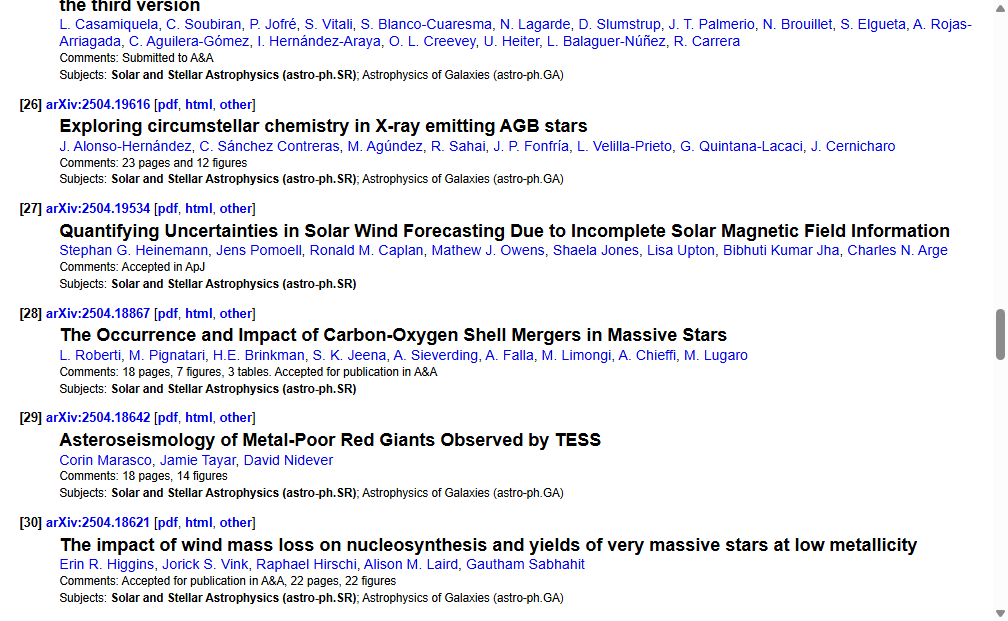 the third version
L. Casamiquela, C. Soubiran, P. Jofré, S. Vitali, S. Blanco-Cuaresma, N. Lagarde, D. Slumstrup, J. T. Palmerio, N. Brouillet, S. Elgueta, A. Rojas-
Arriagada, C. Aguilera-Gómez, I. Hernández-Araya, O. L. Creevey, U. Heiter, L. Balaguer-Núñez, R. Carrera
Comments: Submitted to A&A
Subjects: Solar and Stellar Astrophysics (astro-ph.SR); Astrophysics of Galaxies (astro-ph.GA)
[26] arXiv:2504.19616 [pdf, html, other]
Exploring circumstellar chemistry in X-ray emitting AGB stars
J. Alonso-Hernández, C. Sánchez Contreras, M. Agúndez, R. Sahai, J. P. Fonfría, L. Velilla-Prieto, G. Quintana-Lacaci, J. Cernicharo
Comments: 23 pages and 12 figures
Subjects: Solar and Stellar Astrophysics (astro-ph.SR); Astrophysics of Galaxies (astro-ph.GA)
[27] arXiv:2504.19534 [pdf, html, other]
Quantifying Uncertainties in Solar Wind Forecasting Due to Incomplete Solar Magnetic Field Information
Stephan G. Heinemann, Jens Pomoell, Ronald M. Caplan, Mathew J. Owens, Shaela Jones, Lisa Upton, Bibhuti Kumar Jha, Charles N. Arge
Comments: Accepted in ApJ
Subjects: Solar and Stellar Astrophysics (astro-ph.SR)
[28] arXiv:2504.18867 [pdf, html, other]
The Occurrence and Impact of Carbon-Oxygen Shell Mergers in Massive Stars
L. Roberti, M. Pignatari, H.E. Brinkman, S. K. Jeena, A. Sieverding, A. Falla, M. Limongi, A. Chieffi, M. Lugaro
Comments: 18 pages, 7 figures, 3 tables. Accepted for publication in A&A
Subjects: Solar and Stellar Astrophysics (astro-ph.SR)
[29] arXiv:2504.18642 [pdf, html, other]
Asteroseismology of Metal-Poor Red Giants Observed by TESS
Corin Marasco, Jamie Tayar, David Nidever
Comments: 18 pages, 14 figures
Subjects: Solar and Stellar Astrophysics (astro-ph.SR); Astrophysics of Galaxies (astro-ph.GA)
[30] arXiv:2504.18621 [pdf, html, other]
The impact of wind mass loss on nucleosynthesis and yields of very massive stars at low metallicity
Erin R. Higgins, Jorick S. Vink, Raphael Hirschi, Alison M. Laird, Gautham Sabhahit
Comments: Accepted for publication in A&A, 22 pages, 22 figures
Subjects: Solar and Stellar Astrophysics (astro-ph.SR); Astrophysics of Galaxies (astro-ph.GA)